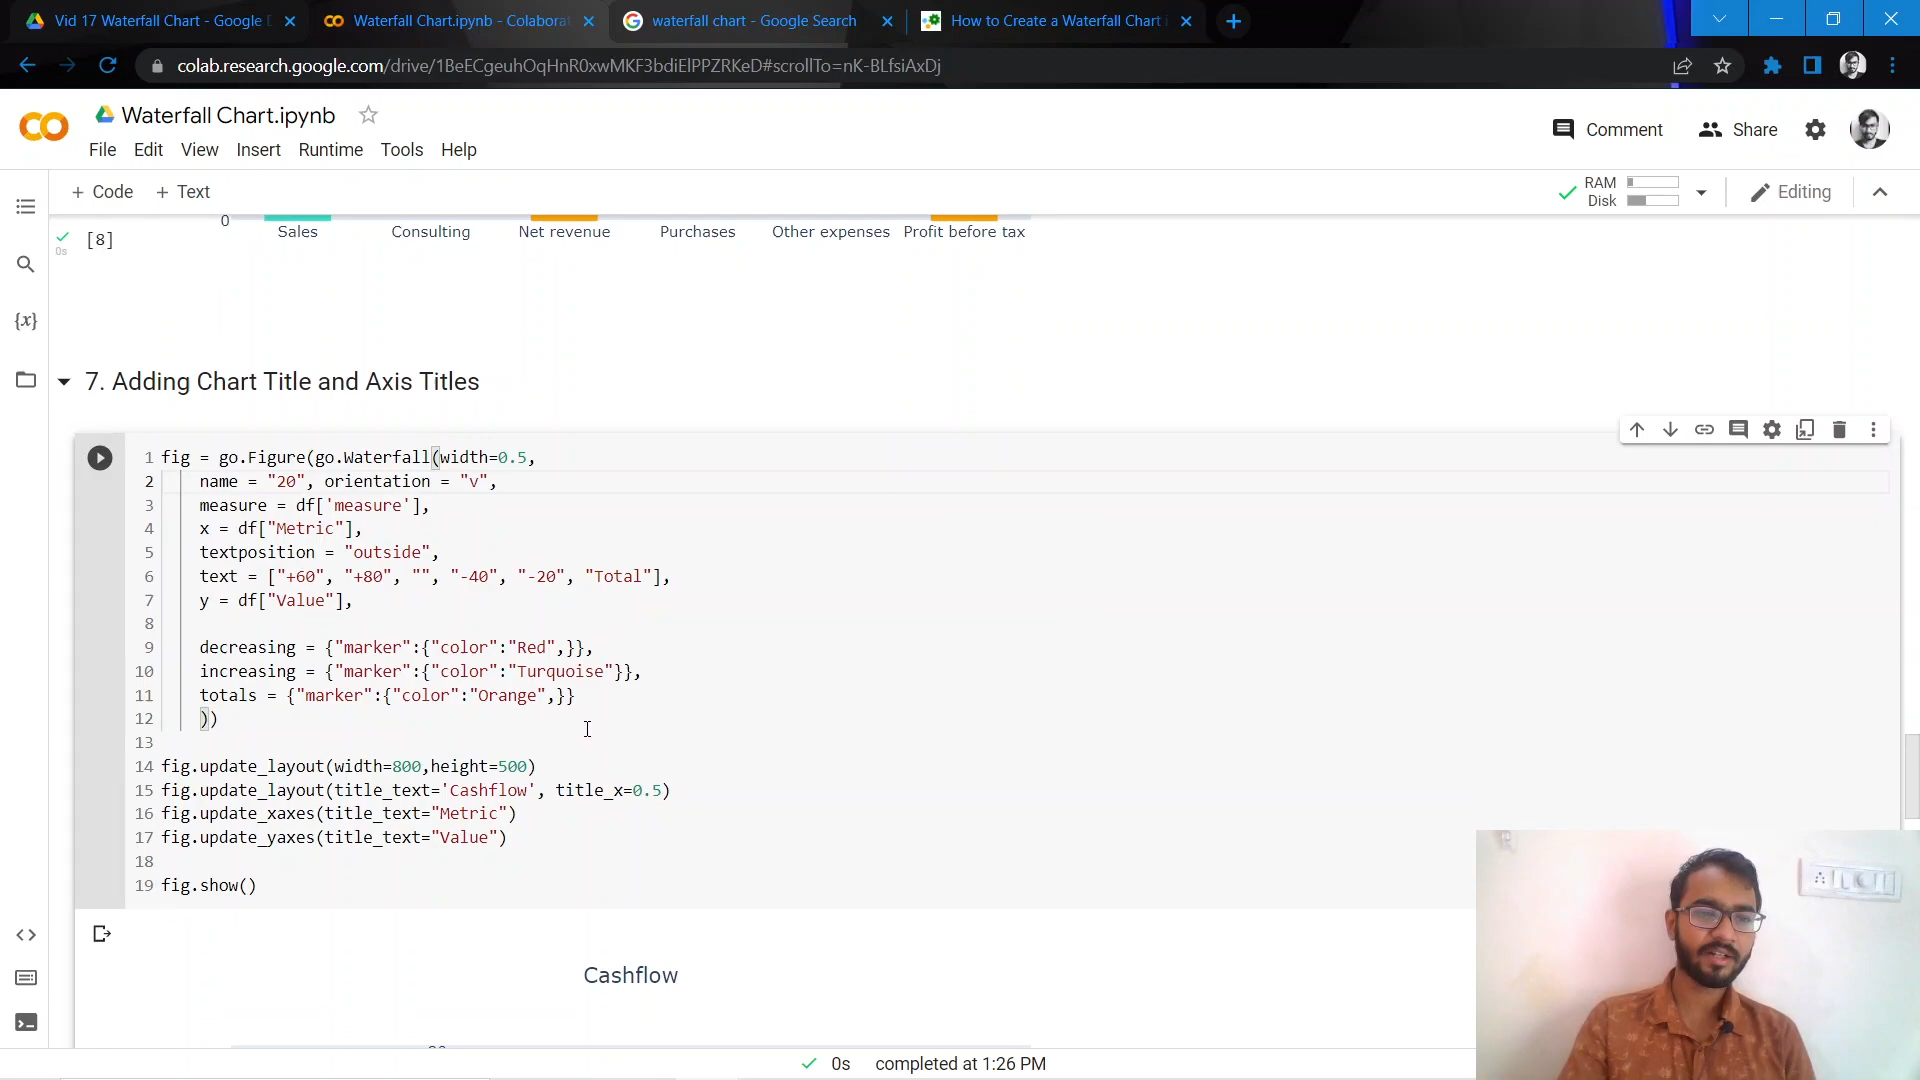 Vid 17 Waterfall Chart - Google D
Waterfall Chart.ipynb - Colabora
waterfall chart - Google Search
How to Create a Waterfall Chart i
colab.research.google.com/drive/1BeECgeuhOqHnR0xwMKF3bdiElPPZRKeD#scrollTo=nK-BLfsiAxDj
Waterfall Chart.ipynb
Comment
Share
File Edit View Insert Runtime Tools Help
+ Code + Text
RAM
Disk
Editing
0
Sales Consulting Net revenue Purchases Other expenses Profit before tax
[8]
0s
{x}
7. Adding Chart Title and Axis Titles
1 fig = go.Figure(go.Waterfall(width=0.5,
2 name = "20", orientation = "v",
3 measure = df['measure'],
4 x = df["Metric"],
5 textposition = "outside",
6 text = ["+60", "+80", "", "-40", "-20", "Total"],
7 y = df["Value"],
8
9 decreasing = {"marker":{"color":"Red",}},
10 increasing = {"marker":{"color":"Turquoise"}},
11 totals = {"marker":{"color":"Orange",}}
12 ))
13
14 fig.update_layout(width=800,height=500)
15 fig.update_layout(title_text='Cashflow', title_x=0.5)
16 fig.update_xaxes(title_text="Metric")
17 fig.update_yaxes(title_text="Value")
18
19 fig.show()
Cashflow
0s completed at 1:26 PM